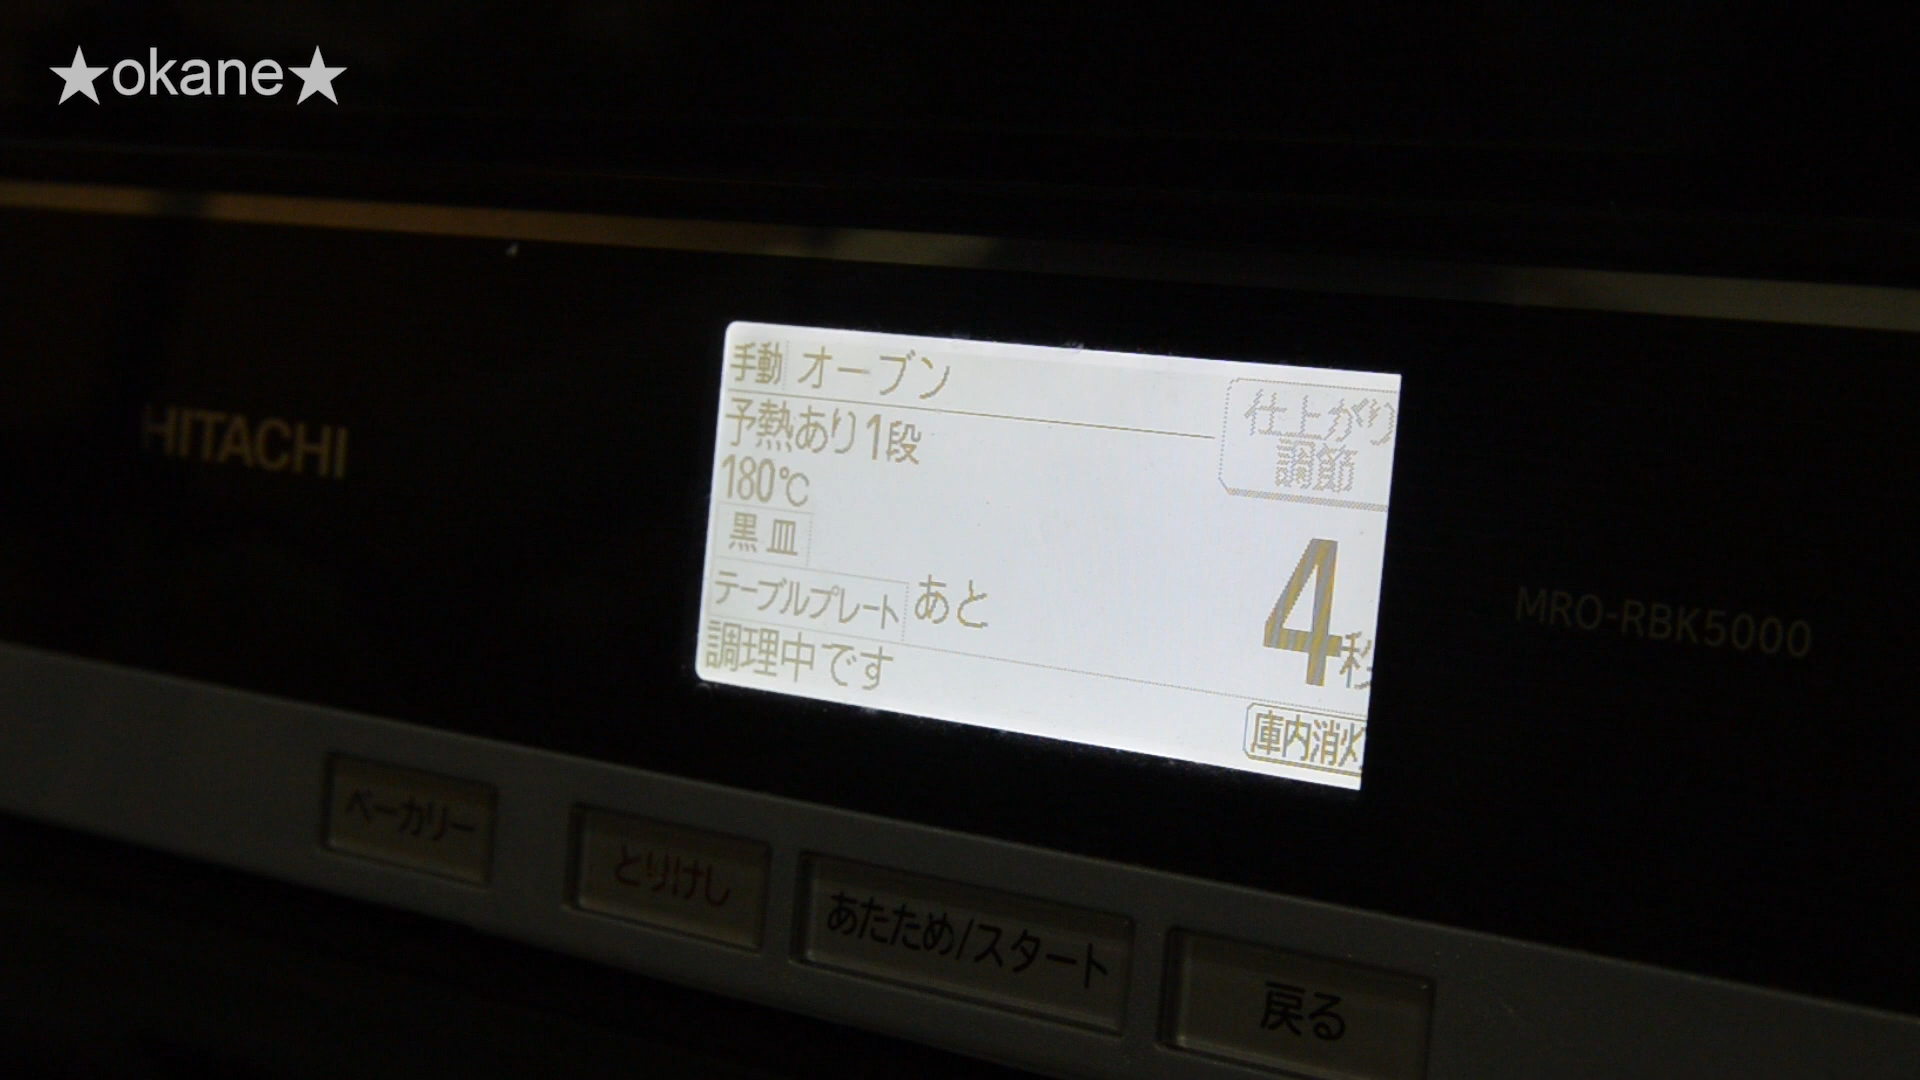 ★okane★
HITACHI
手動 オーブン
仕上がり
調節
予熱あり1段
180℃
黒皿
テーブルプレート あと 4秒
調理中です
庫内消灯
MRO-RBK5000
ベーカリー
とりけし
あたため/スタート
戻る